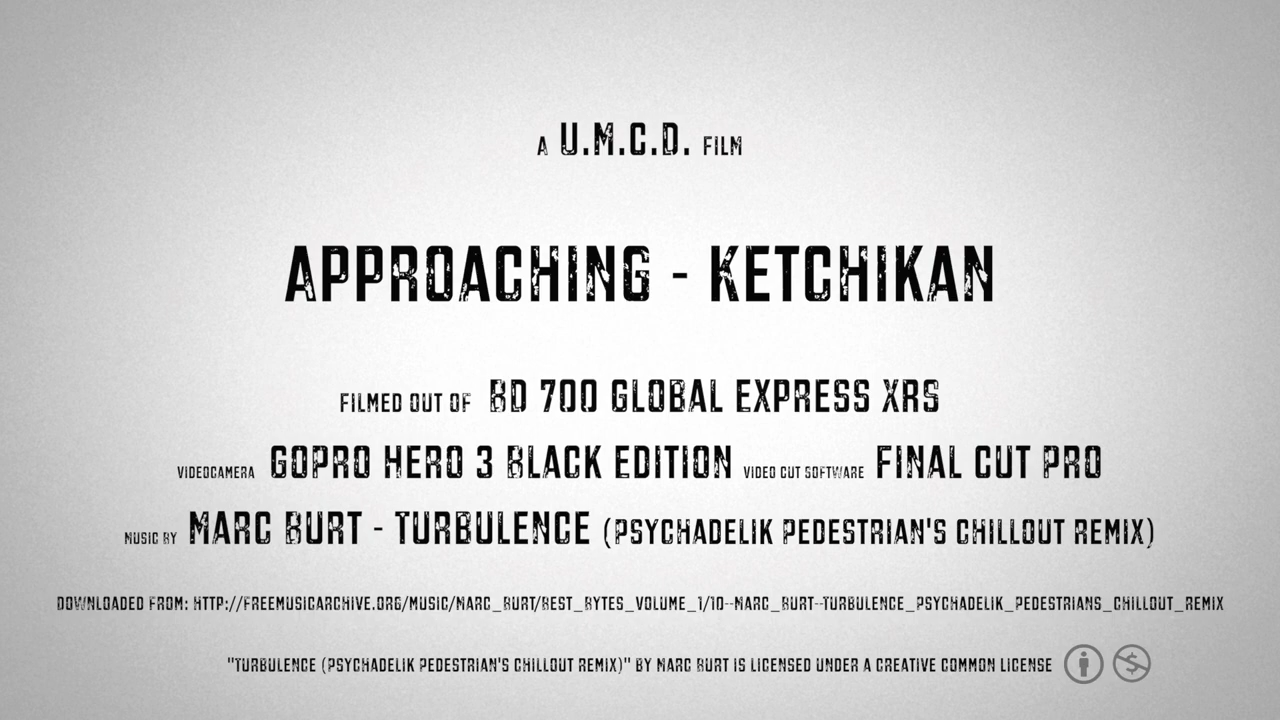 A U.M.C.D. FILM
APPROACHING - KETCHIKAN
FILMED OUT OF BD 700 GLOBAL EXPRESS XRS
VIDEOCAMERA GOPRO HERO 3 BLACK EDITION VIDEO CUT SOFTWARE FINAL CUT PRO
MUSIC BY MARC BURT - TURBULENCE (PSYCHADELIK PEDESTRIAN'S CHILLOUT REMIX)
DOWNLOADED FROM: HTTP://FREEMUSICARCHIVE.ORG/MUSIC/MARC_BURT/BEST_BYTES_VOLUME_1/10--MARC_BURT--TURBULENCE_PSYCHADELIK_PEDESTRIANS_CHILLOUT_REMIX
"TURBULENCE (PSYCHADELIK PEDESTRIAN'S CHILLOUT REMIX)" BY MARC BURT IS LICENSED UNDER A CREATIVE COMMON LICENSE